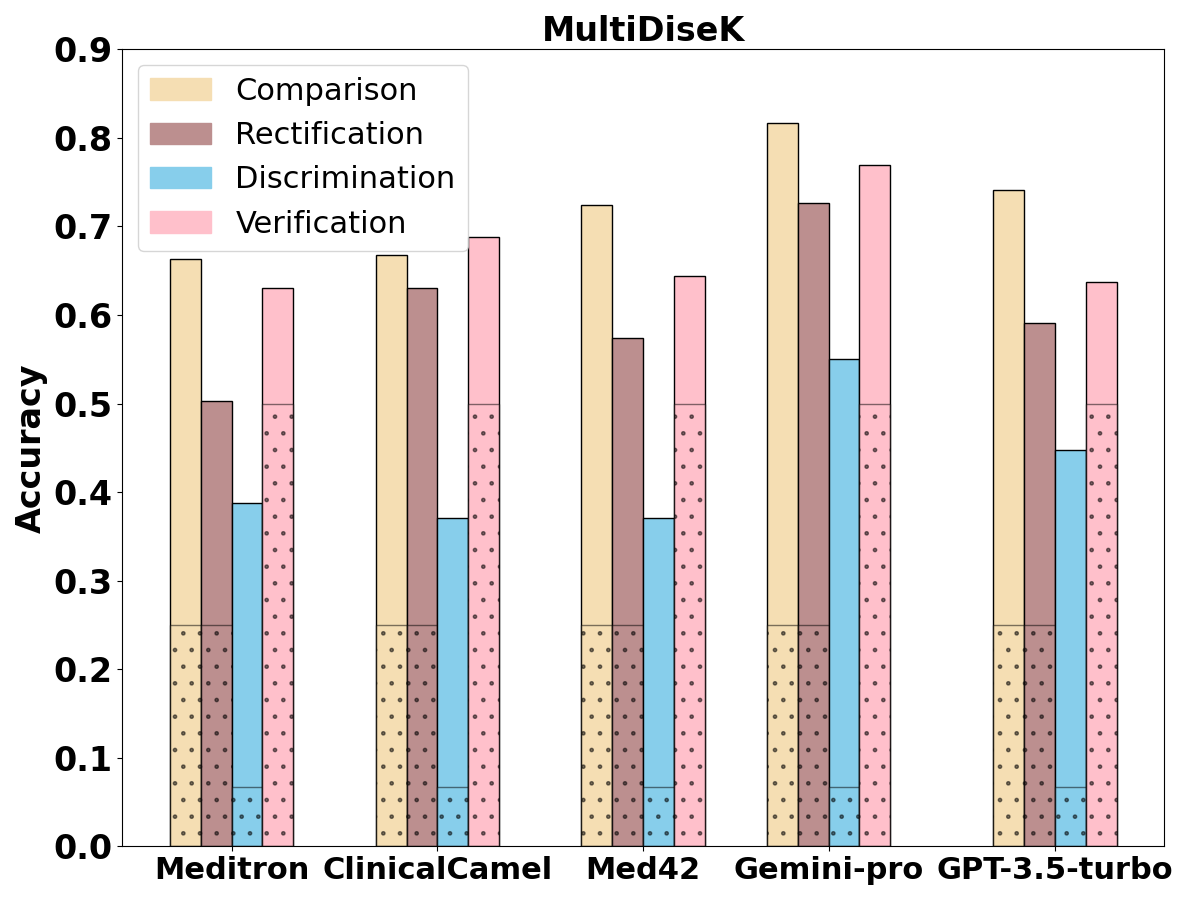 MultiDiseK
Accuracy
0.9
0.8
0.7
0.6
0.5
0.4
0.3
0.2
0.1
0.0
Comparison
Rectification
Discrimination
Verification
Meditron ClinicalCamel Med42 Gemini-pro GPT-3.5-turbo